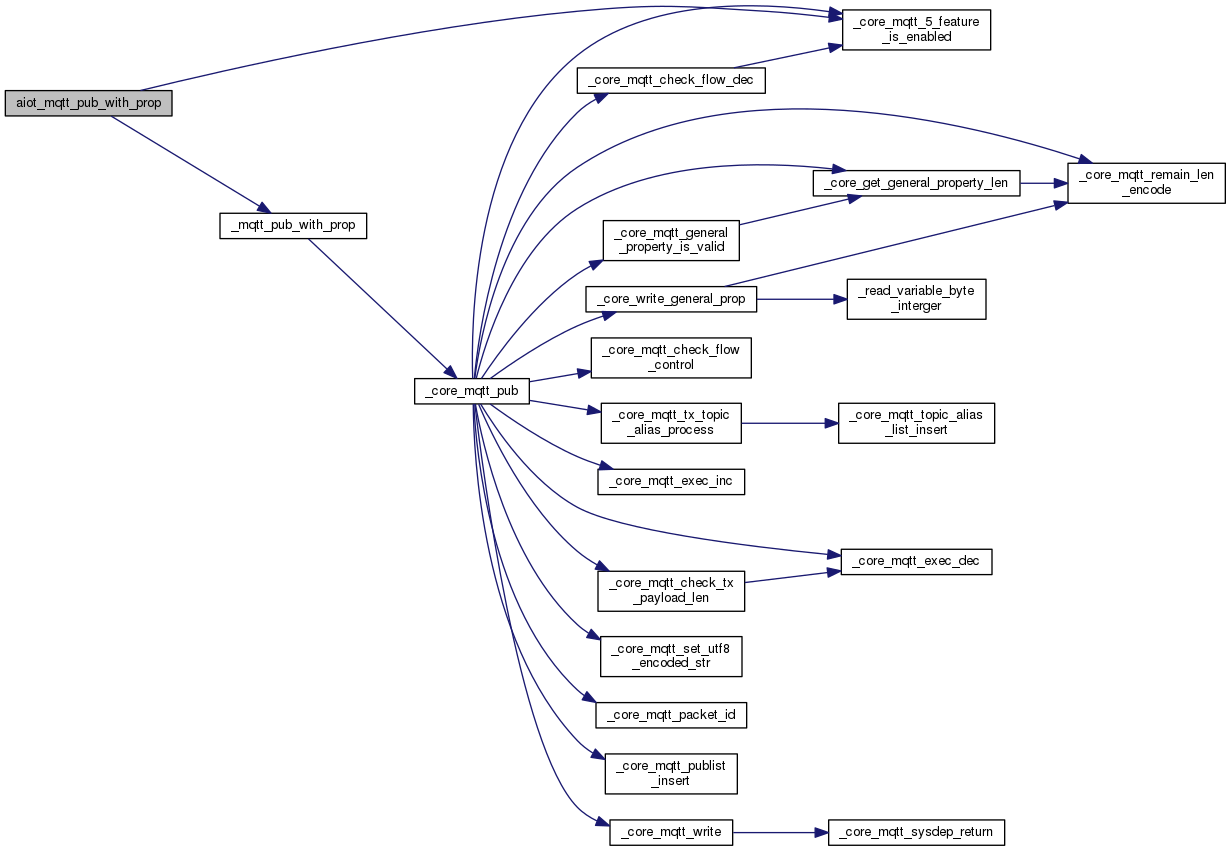 _core_mqtt_5_feature
_is_enabled
_core_mqtt_check_flow_dec
aiot_mqtt_pub_with_prop
_core_mqtt_remain_len
_encode
_core_get_general_property_len
_mqtt_pub_with_prop
_core_mqtt_general
_property_is_valid
_core_write_general_prop
_read_variable_byte
_interger
_core_mqtt_check_flow
_control
_core_mqtt_pub
_core_mqtt_tx_topic
_alias_process
_core_mqtt_topic_alias
_list_insert
_core_mqtt_exec_inc
_core_mqtt_exec_dec
_core_mqtt_check_tx
_payload_len
_core_mqtt_set_utf8
_encoded_str
_core_mqtt_packet_id
_core_mqtt_publist
_insert
_core_mqtt_write
_core_mqtt_sysdep_return